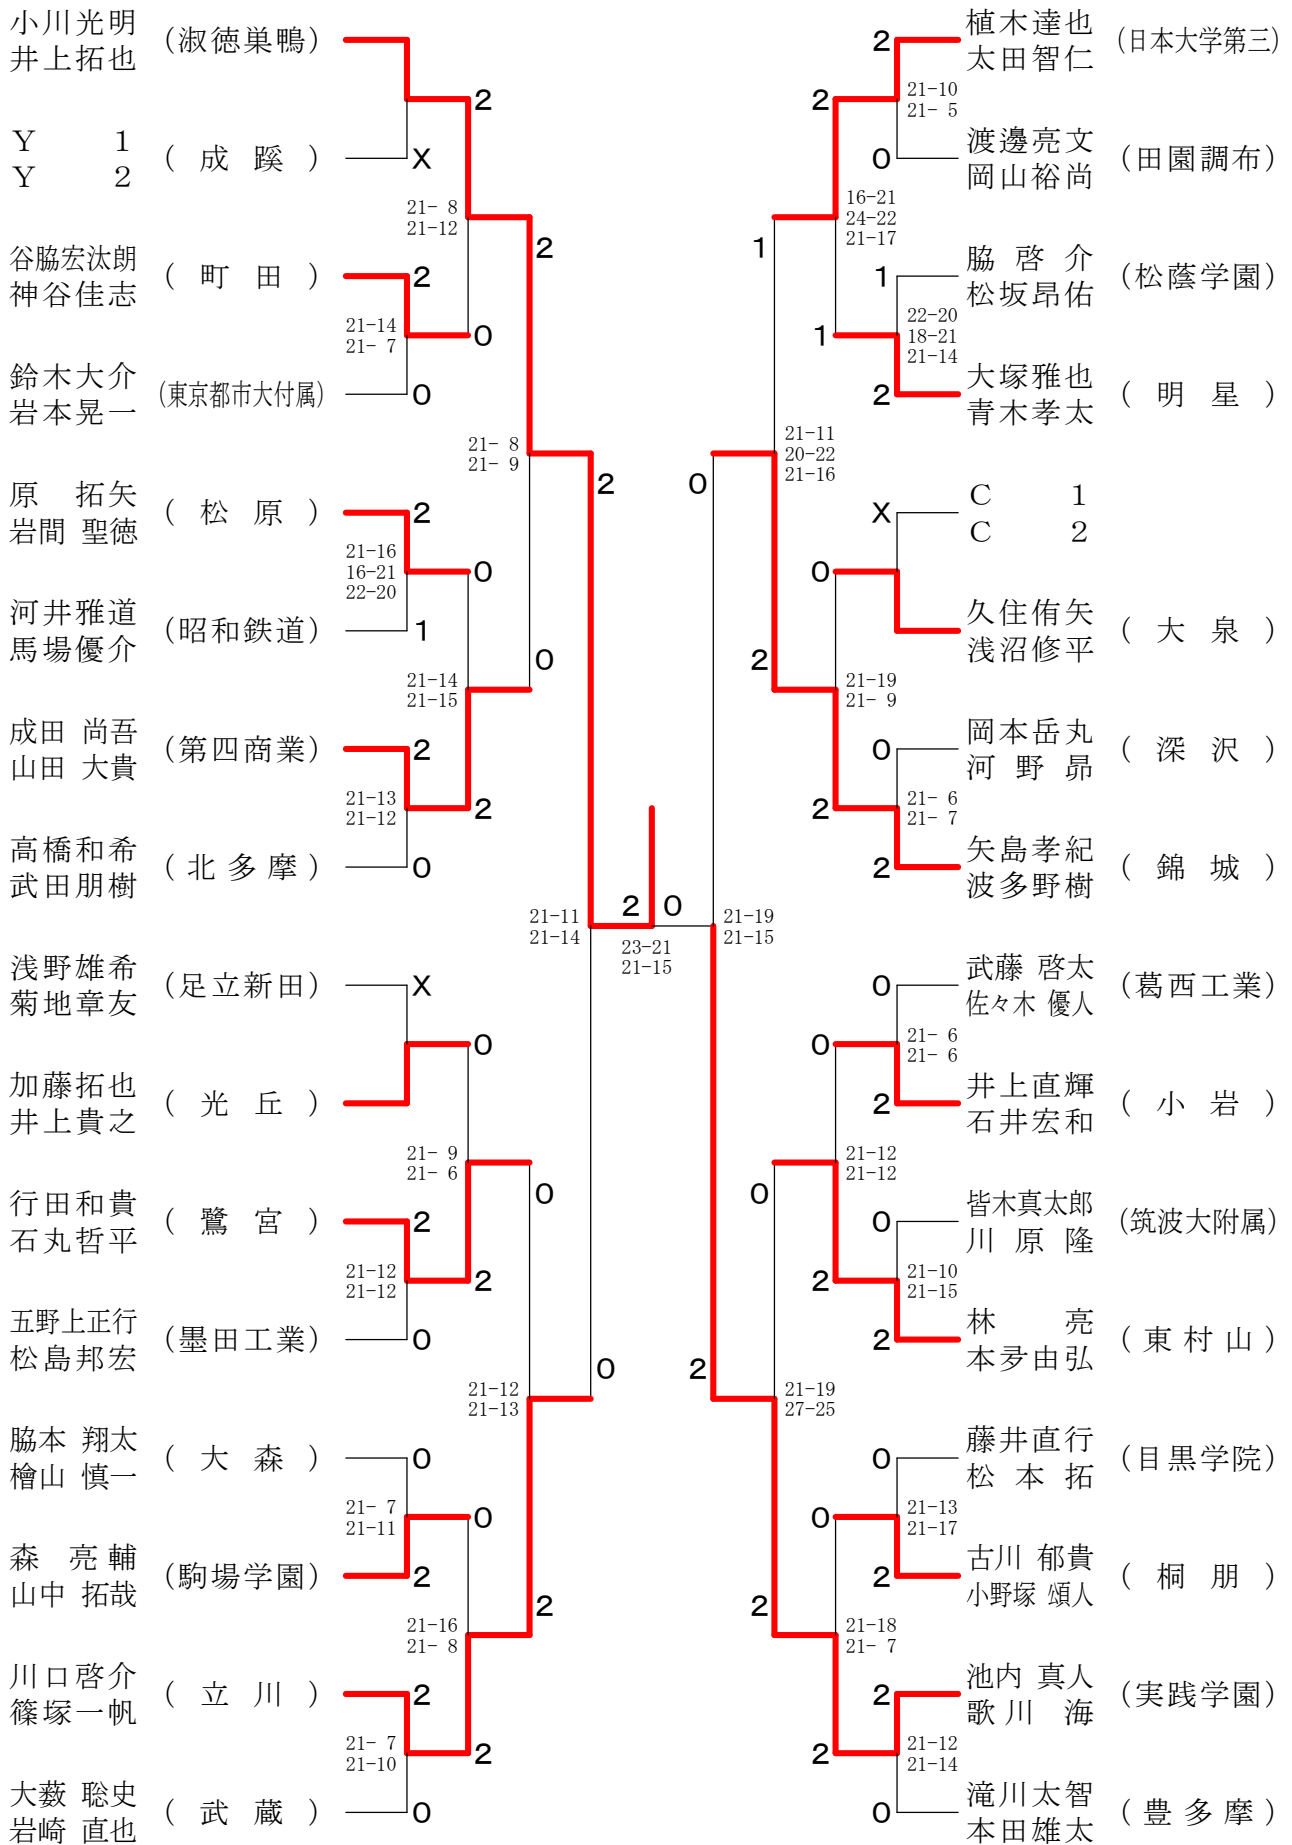 小川光明
井上拓也
(淑徳巣鴨)
2
Y 1
Y 2
( 成 蹊 )
X
21- 8
21-12
2
谷脇宏汰朗
神谷佳志
( 町 田 )
2
21-14
21- 7
0
鈴木大介
岩本晃一
(東京都市大付属)
0
21- 8
21- 9
2
原 拓矢
岩間 聖徳
( 松 原 )
2
21-16
16-21
22-20
0
河井雅道
馬場優介
(昭和鉄道)
1
21-14
21-15
0
成田 尚吾
山田 大貴
(第四商業)
2
21-13
21-12
2
高橋和希
武田朋樹
( 北 多 摩 )
0
21-11
21-14
2
0
23-21
21-15
浅野雄希
菊地章友
(足立新田)
X
0
加藤拓也
井上貴之
( 光 丘 )
21- 9
21- 6
0
行田和貴
石丸哲平
( 鷺 宮 )
2
21-12
21-12
2
五野上正行
松島邦宏
(墨田工業)
0
21-12
21-13
0
脇本 翔太
檜山 慎一
( 大 森 )
0
21- 7
21-11
0
森 亮輔
山中 拓哉
(駒場学園)
2
21-16
21- 8
2
川口啓介
篠塚一帆
( 立 川 )
2
21- 7
21-10
2
大薮 聡史
岩崎 直也
( 武 蔵 )
0
2
植木達也
太田智仁
(日本大学第三)
2
21-10
21- 5
0
渡邊亮文
岡山裕尚
(田園調布)
1
16-21
24-22
21-17
1
脇 啓 介
松坂昂佑
(松蔭学園)
1
22-20
18-21
21-14
2
大塚雅也
青木孝太
( 明 星 )
0
21-11
20-22
21-16
X
C 1
C 2
0
久住侑矢
浅沼修平
( 大 泉 )
2
21-19
21- 9
0
岡本岳丸
河 野 昴
( 深 沢 )
2
21- 6
21- 7
2
矢島孝紀
波多野樹
( 錦 城 )
21-19
21-15
0
武藤 啓太
佐々木 優人
(葛西工業)
0
21- 6
21- 6
2
井上直輝
石井宏和
( 小 岩 )
0
21-12
21-12
0
皆木真太郎
川 原 隆
(筑波大附属)
2
21-10
21-15
2
林 亮
本多由弘
( 東 村 山 )
2
21-19
27-25
0
藤井直行
松 本 拓
(目黒学院)
0
21-13
21-17
2
古川 郁貴
小野塚 頌人
( 桐 朋 )
2
21-18
21- 7
2
池内 真人
歌 川 海
(実践学園)
2
21-12
21-14
0
滝川太智
本田雄太
( 豊 多 摩 )